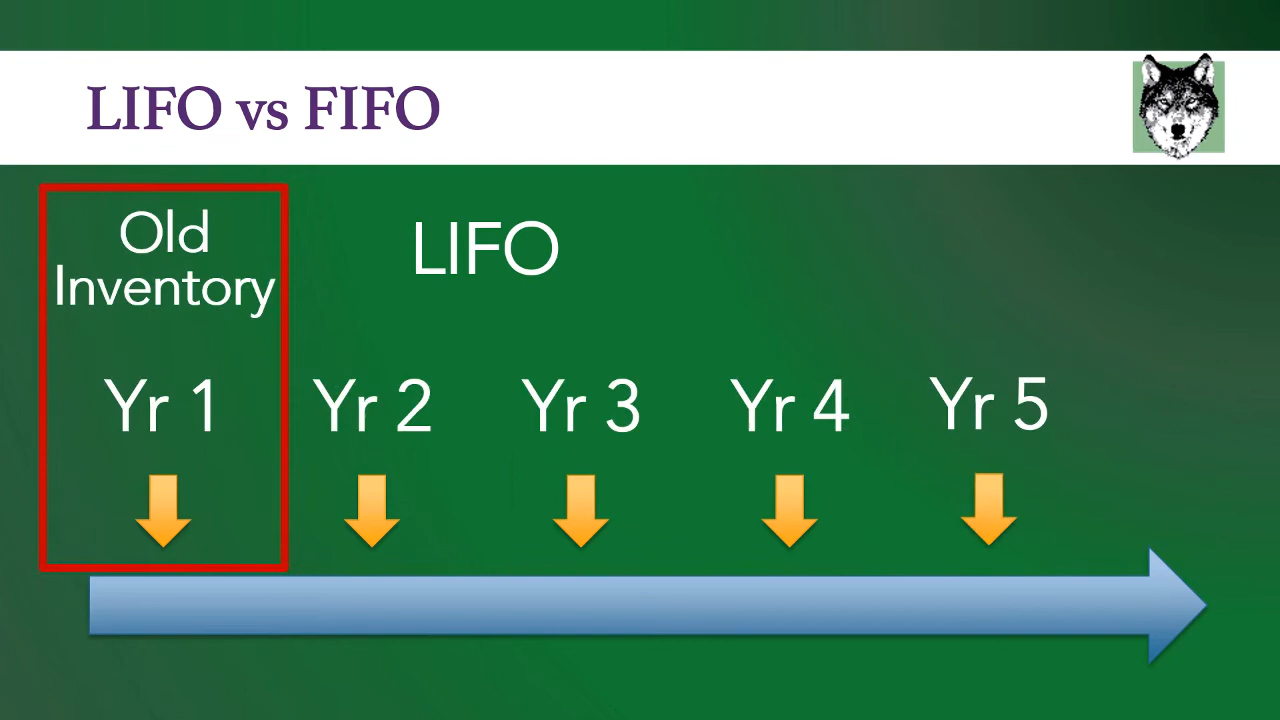 LIFO vs FIFO
Old
Inventory
LIFO
Yr 1
Yr 2
Yr 3
Yr 4
Yr 5